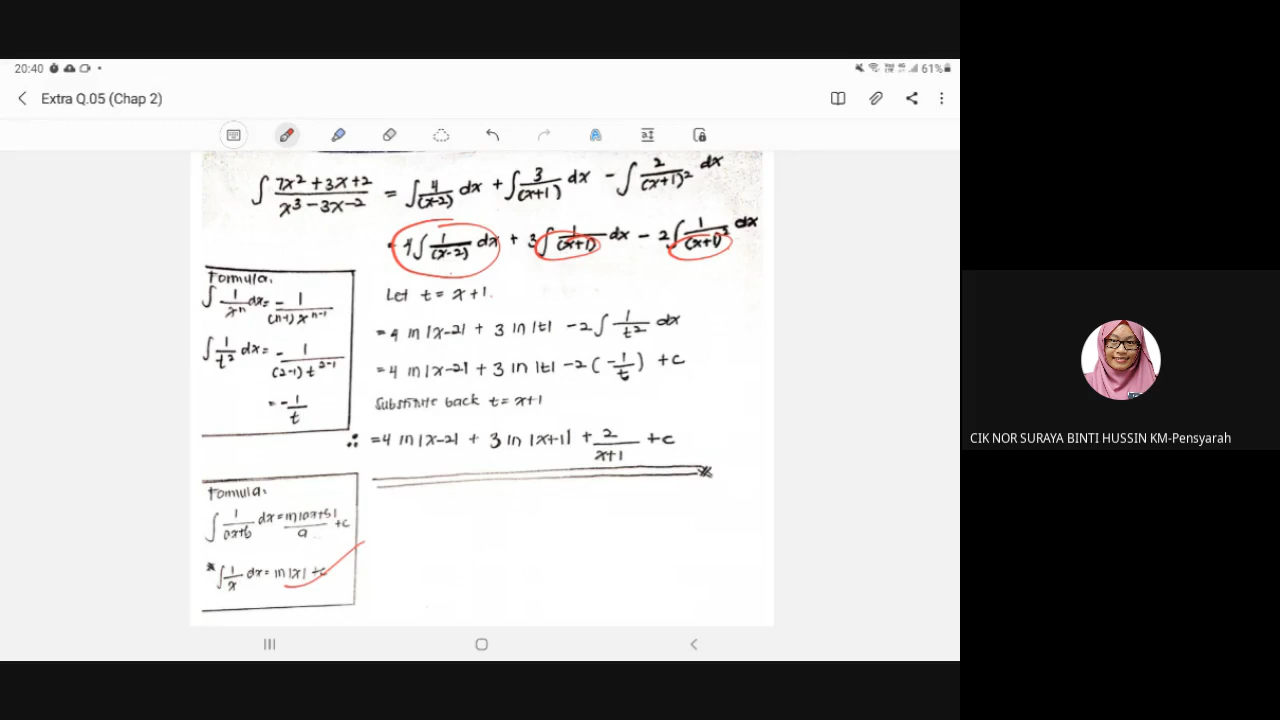 20:40
61%
Extra Q.05 (Chap 2)
∫ 7x² + 3x + 2 / x³ - 3x - 2 = ∫ 4/(x-2) dx + ∫ 3/(x+1) dx - ∫ 2/(x+1)² dx
= 4∫ 1/(x-2) dx + 3∫ 1/(x+1) dx - 2∫ 1/(x+1)² dx
Formula:
∫ 1/xⁿ dx = - 1/(n-1)xⁿ⁻¹
∫ 1/t² dx = - 1/(2-1)t²⁻¹
= - 1/t
Let t = x+1.
= 4 ln|x-2| + 3 ln|t| - 2∫ 1/t² dx
= 4 ln|x-2| + 3 ln|t| - 2(-1/t) + c
Substitute back t = x+1
∴ = 4 ln|x-2| + 3 ln|x+1| + 2/x+1 + c
Formula:
∫ 1/ax+b dx = ln|ax+b|/a + c
* ∫ 1/x dx = ln|x| + c
CIK NOR SURAYA BINTI HUSSIN KM-Pensyarah